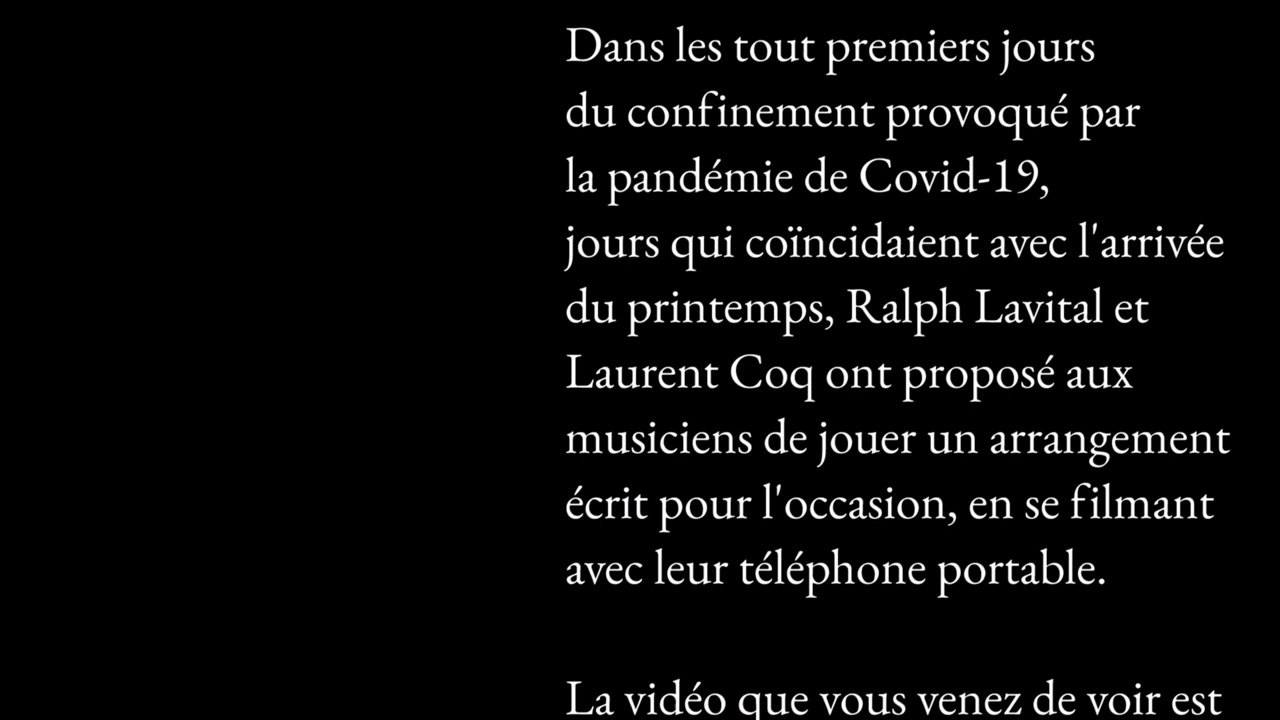 Dans les tout premiers jours
du confinement provoqué par
la pandémie de Covid-19,
jours qui coïncidaient avec l'arrivée
du printemps, Ralph Lavital et
Laurent Coq ont proposé aux
musiciens de jouer un arrangement
écrit pour l'occasion, en se filmant
avec leur téléphone portable.
La vidéo que vous venez de voir est